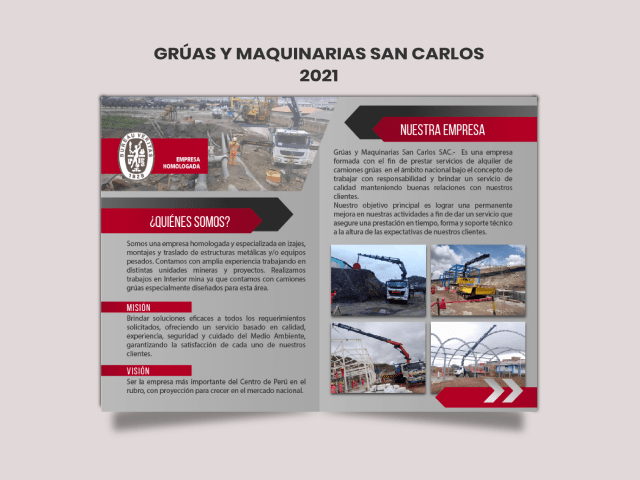 GRÚAS Y MAQUINARIAS SAN CARLOS
2021
BUREAU VERITAS
1828
EMPRESA
HOMOLOGADA
¿QUIÉNES SOMOS?
Somos una empresa homologada y especializada en izajes,
montajes y traslado de estructuras metálicas y/o equipos
pesados. Contamos con amplia experiencia trabajando en
distintas unidades mineras y proyectos. Realizamos
trabajos en Interior mina ya que contamos con camiones
grúas especialmente diseñados para esta área.
MISIÓN
Brindar soluciones eficaces a todos los requerimientos
solicitados, ofreciendo un servicio basado en calidad,
experiencia, seguridad y cuidado del Medio Ambiente,
garantizando la satisfacción de cada uno de nuestros
clientes.
VISIÓN
Ser la empresa más importante del Centro de Perú en el
rubro, con proyección para crecer en el mercado nacional.
NUESTRA EMPRESA
Grúas y Maquinarias San Carlos SAC.- Es una empresa
formada con el fin de prestar servicios de alquiler de
camiones grúas en el ámbito nacional bajo el concepto de
trabajar con responsabilidad y brindar un servicio de
calidad manteniendo buenas relaciones con nuestros
clientes.
Nuestro objetivo principal es lograr una permanente
mejora en nuestras actividades a fin de dar un servicio que
asegure una prestación en tiempo, forma y soporte técnico
a la altura de las expectativas de nuestros clientes.